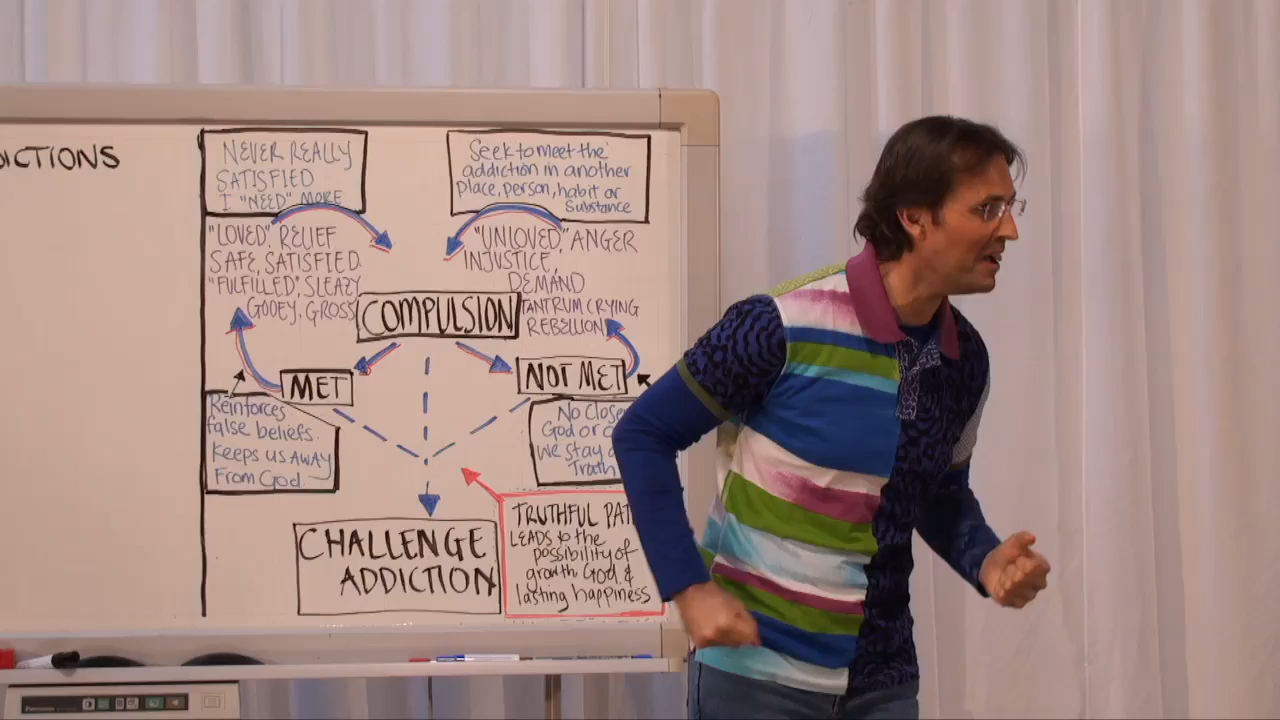 DICTIONS
NEVER REALLY
SATISFIED
I "NEED" MORE
Seek to meet the
addiction in another
place, person, habit or
Substance
"LOVED", RELIEF
SAFE, SATISFIED
"FULFILLED", SLEAZY
GOOEY, GROSS
"UNLOVED," ANGER
INJUSTICE,
DEMAND
TANTRUM CRYING
REBELLION
COMPULSION
MET
NOT MET
Reinforces
false beliefs.
Keeps us AWAY
From God.
No Close
God or
we stay
Truth
CHALLENGE
ADDICTION
TRUTHFUL PAT
LEADS to the
possibility of
growth God &
lasting happiness
Panasonic